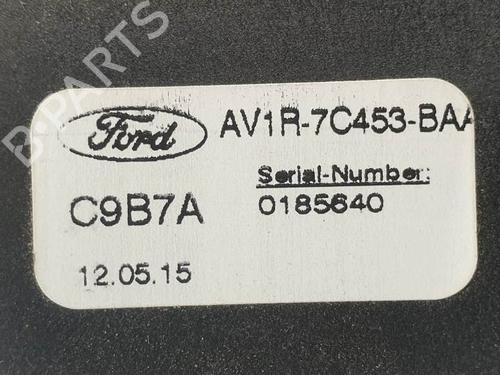 Ford AV1R-7C453-BAA
Serial-Number:
C9B7A 0185640
12.05.15
B-PARTS